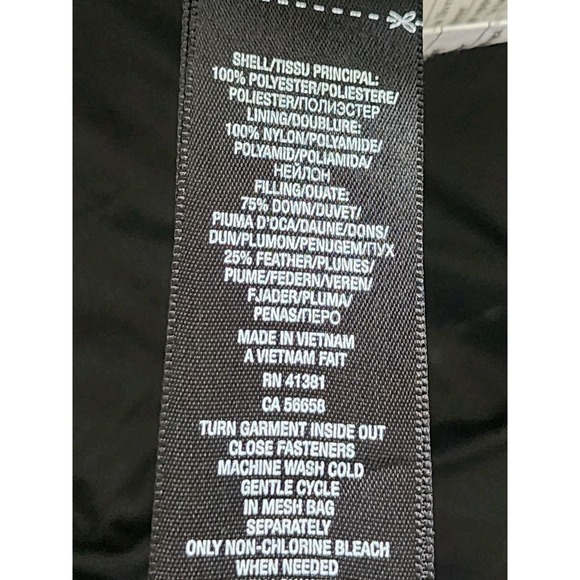 SHELL/TISSU PRINCIPAL:
100% POLYESTER/POLIESTERE/
POLIESTER/ПОЛИЭСТЕР
LINING/DOUBLURE:
100% NYLON/POLYAMIDE/
POLYAMID/POLIAMIDA/
НЕЙЛОН
FILLING/OUATE:
75% DOWN/DUVET/
PIUMA D'OCA/DAUNE/DONS/
DUN/PLUMON/PENUGEM/ПУХ
25% FEATHER/PLUMES/
PIUME/FEDERN/VEREN/
FJADER/PLUMA/
PENAS/ПЕРО
MADE IN VIETNAM
A VIETNAM FAIT
RN 41381
CA 56658
TURN GARMENT INSIDE OUT
CLOSE FASTENERS
MACHINE WASH COLD
GENTLE CYCLE
IN MESH BAG
SEPARATELY
ONLY NON-CHLORINE BLEACH
WHEN NEEDED